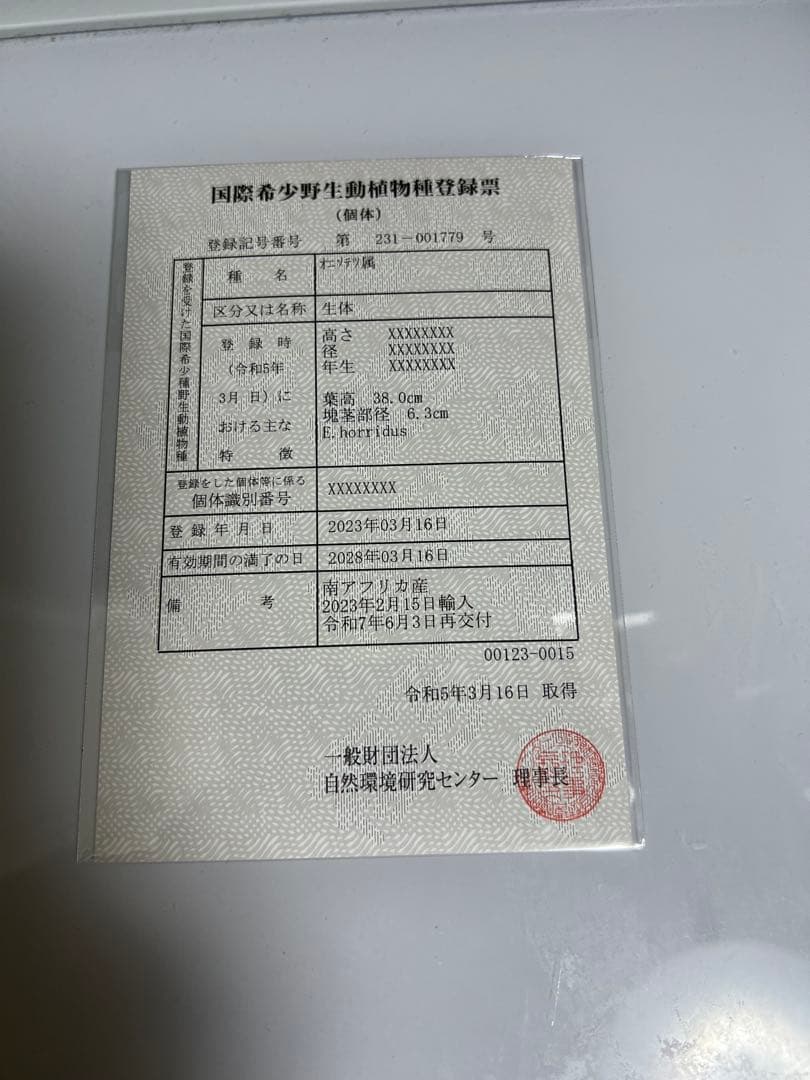 国際希少野生動植物種登録票
（個体）
登録記号番号 第 231－001779 号
登録を受けた国際希少種野生動植物種
種 名 ｵﾆｿﾃﾂ属
区分又は名称 生体
登 録 時
（令和5年
3月 日）に
おける主な
特 徴
高さ XXXXXXXX
径 XXXXXXXX
年生 XXXXXXXX
葉高 38.0cm
塊茎部径 6.3cm
E.horridus
登録をした個体等に係る
個体識別番号 XXXXXXXX
登 録 年 月 日 2023年03月16日
有効期間の満了の日 2028年03月16日
備 考
南アフリカ産
2023年2月15日輸入
令和7年6月3日再交付
00123-0015
令和5年3月16日 取得
一般財団法人
自然環境研究センター 理事長